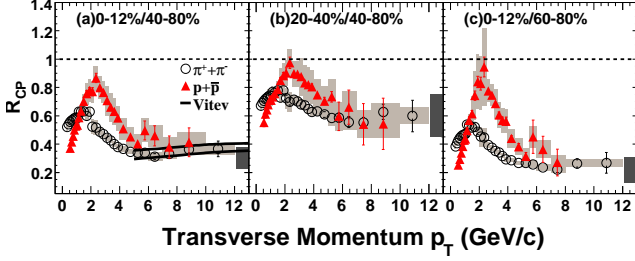 (a)0-12%/40-80%
(b)20-40%/40-80%
(c)0-12%/60-80%
R_CP
1.4
1.2
1
0.8
0.6
0.4
0.2
π⁺+π⁻
p+p̄
Vitev
0 2 4 6 8 10 12
0 2 4 6 8 10 12
0 2 4 6 8 10 12
Transverse Momentum p_T (GeV/c)